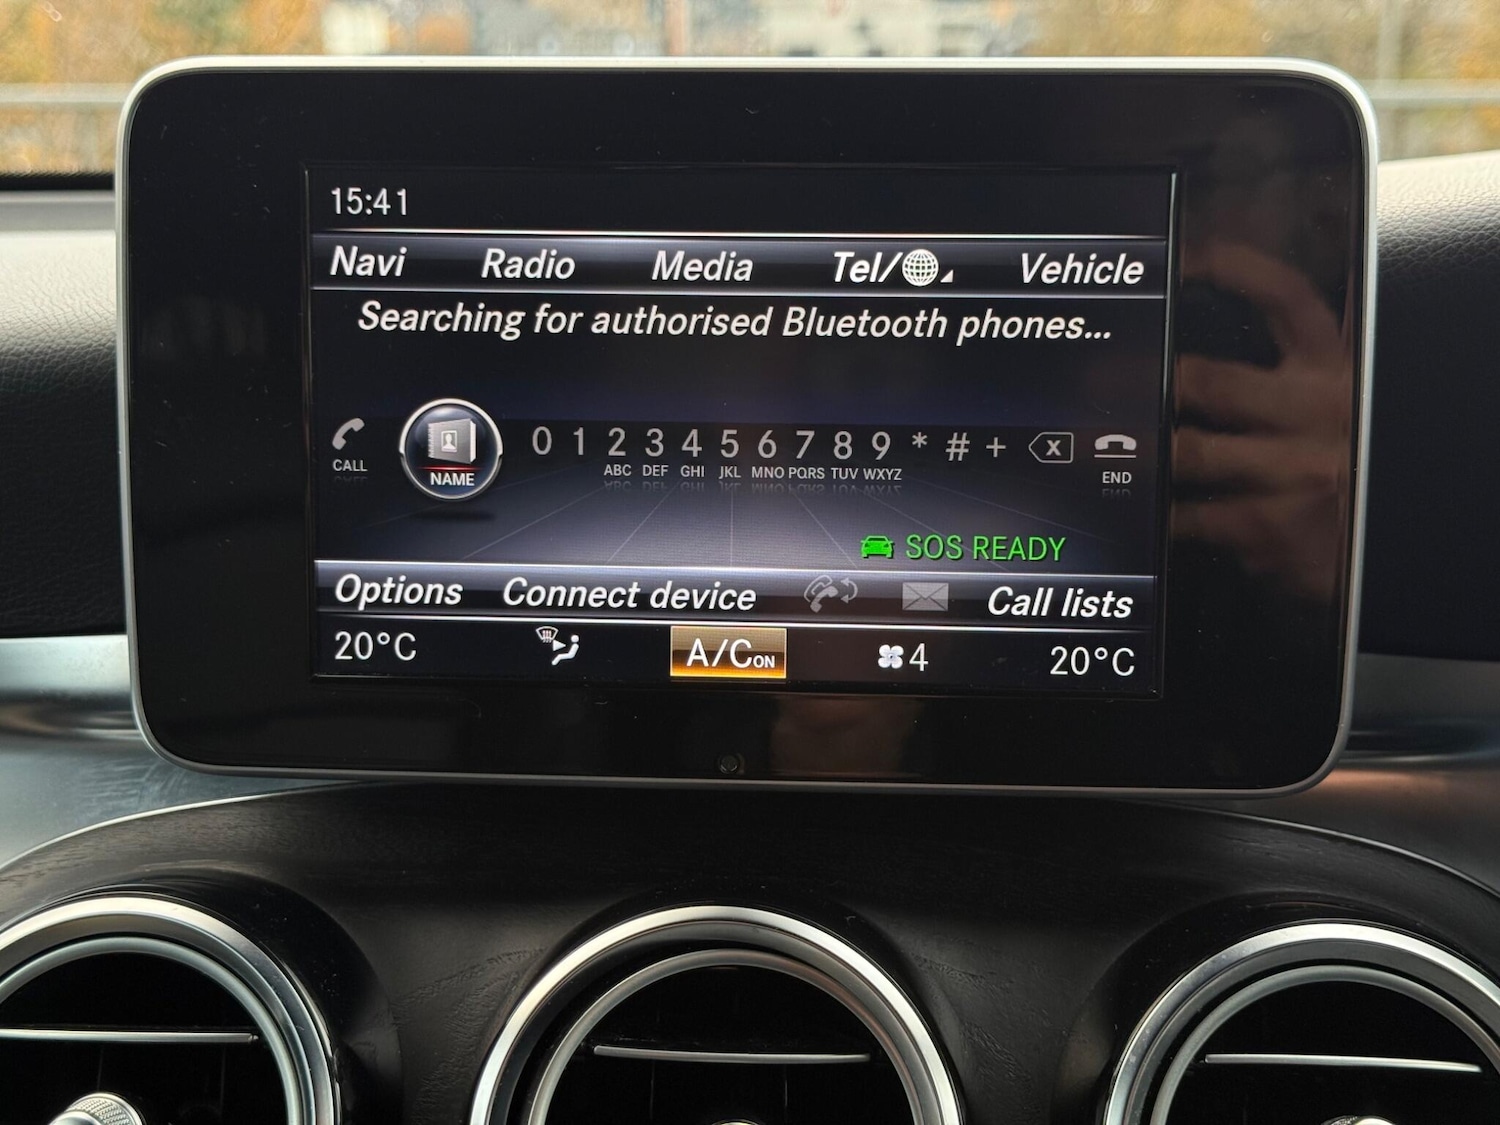 15:41
Navi Radio Media Tel/ Vehicle
Searching for authorised Bluetooth phones...
0 1 2 3 4 5 6 7 8 9 * # + x
CALL NAME ABC DEF GHI JKL MNO PQRS TUV WXYZ END
SOS READY
Options Connect device Call lists
20°C A/C ON 4 20°C